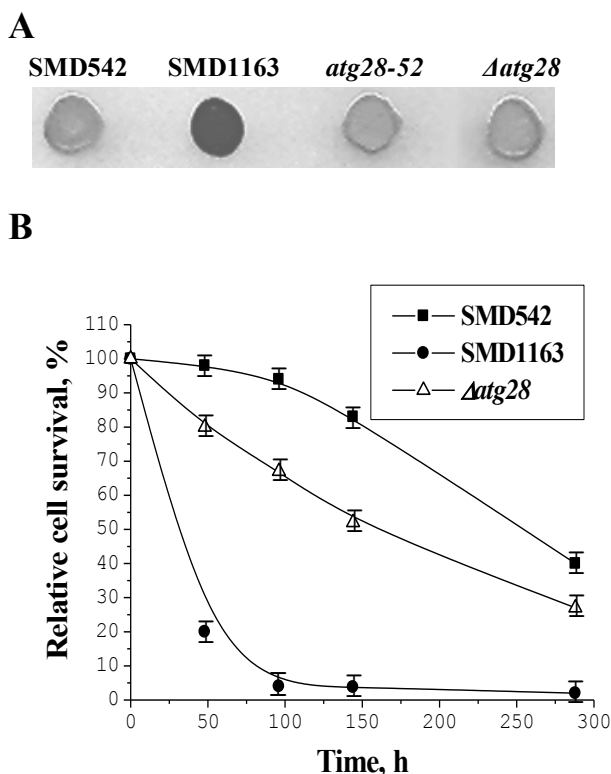 A
SMD542 SMD1163 atg28-52 Δatg28
B
SMD542
SMD1163
Δatg28
Relative cell survival, %
110
100
90
80
70
60
50
40
30
20
10
0
0 50 100 150 200 250 300
Time, h